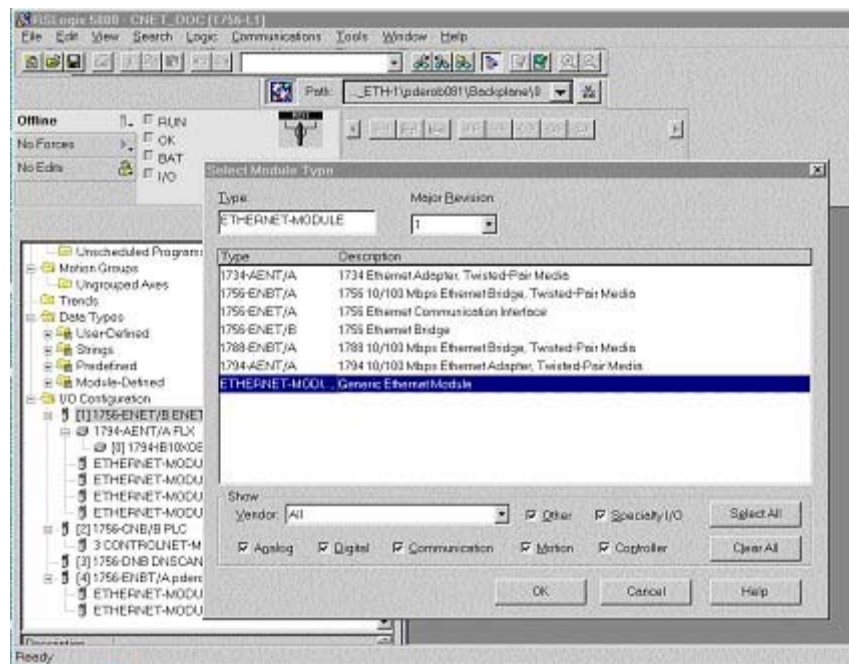 RSLogix 5000 - CNET_DOC [1756-L1]
File Edit View Search Logic Communications Tools Window Help
Path: ..._ETH-1\pderob091\Backplane\0
Offline
RUN
No Forces
OK
BAT
No Edits
I/O
Select Module Type
Type:
Major Revision:
ETHERNET-MODULE
1
Type Description
1734-AENT/A 1734 Ethernet Adapter, Twisted-Pair Media
1756-ENBT/A 1756 10/100 Mbps Ethernet Bridge, Twisted-Pair Media
1756-ENET/A 1756 Ethernet Communication Interface
1756-ENET/B 1756 Ethernet Bridge
1788-ENBT/A 1788 10/100 Mbps Ethernet Bridge, Twisted-Pair Media
1794-AENT/A 1794 10/100 Mbps Ethernet Adapter, Twisted-Pair Media
ETHERNET-MODU... Generic Ethernet Module
Show
Vendor: All
Other
Specialty I/O
Select All
Analog
Digital
Communication
Motion
Controller
Clear All
OK
Cancel
Help
Unscheduled Programs
Motion Groups
Ungrouped Axes
Trends
Data Types
User-Defined
Strings
Predefined
Module-Defined
I/O Configuration
[1] 1756-ENET/B ENET
1794-AENT/A FLX
[0] 1794-IB10XOB
ETHERNET-MODU
ETHERNET-MODU
ETHERNET-MODU
ETHERNET-MODU
[2] 1756-CNB/B PLC
3 CONTROLNET-M
[3] 1756-DNB DNSCAN
[4] 1756-ENBT/A pdero
ETHERNET-MODU
ETHERNET-MODU
Description
Ready